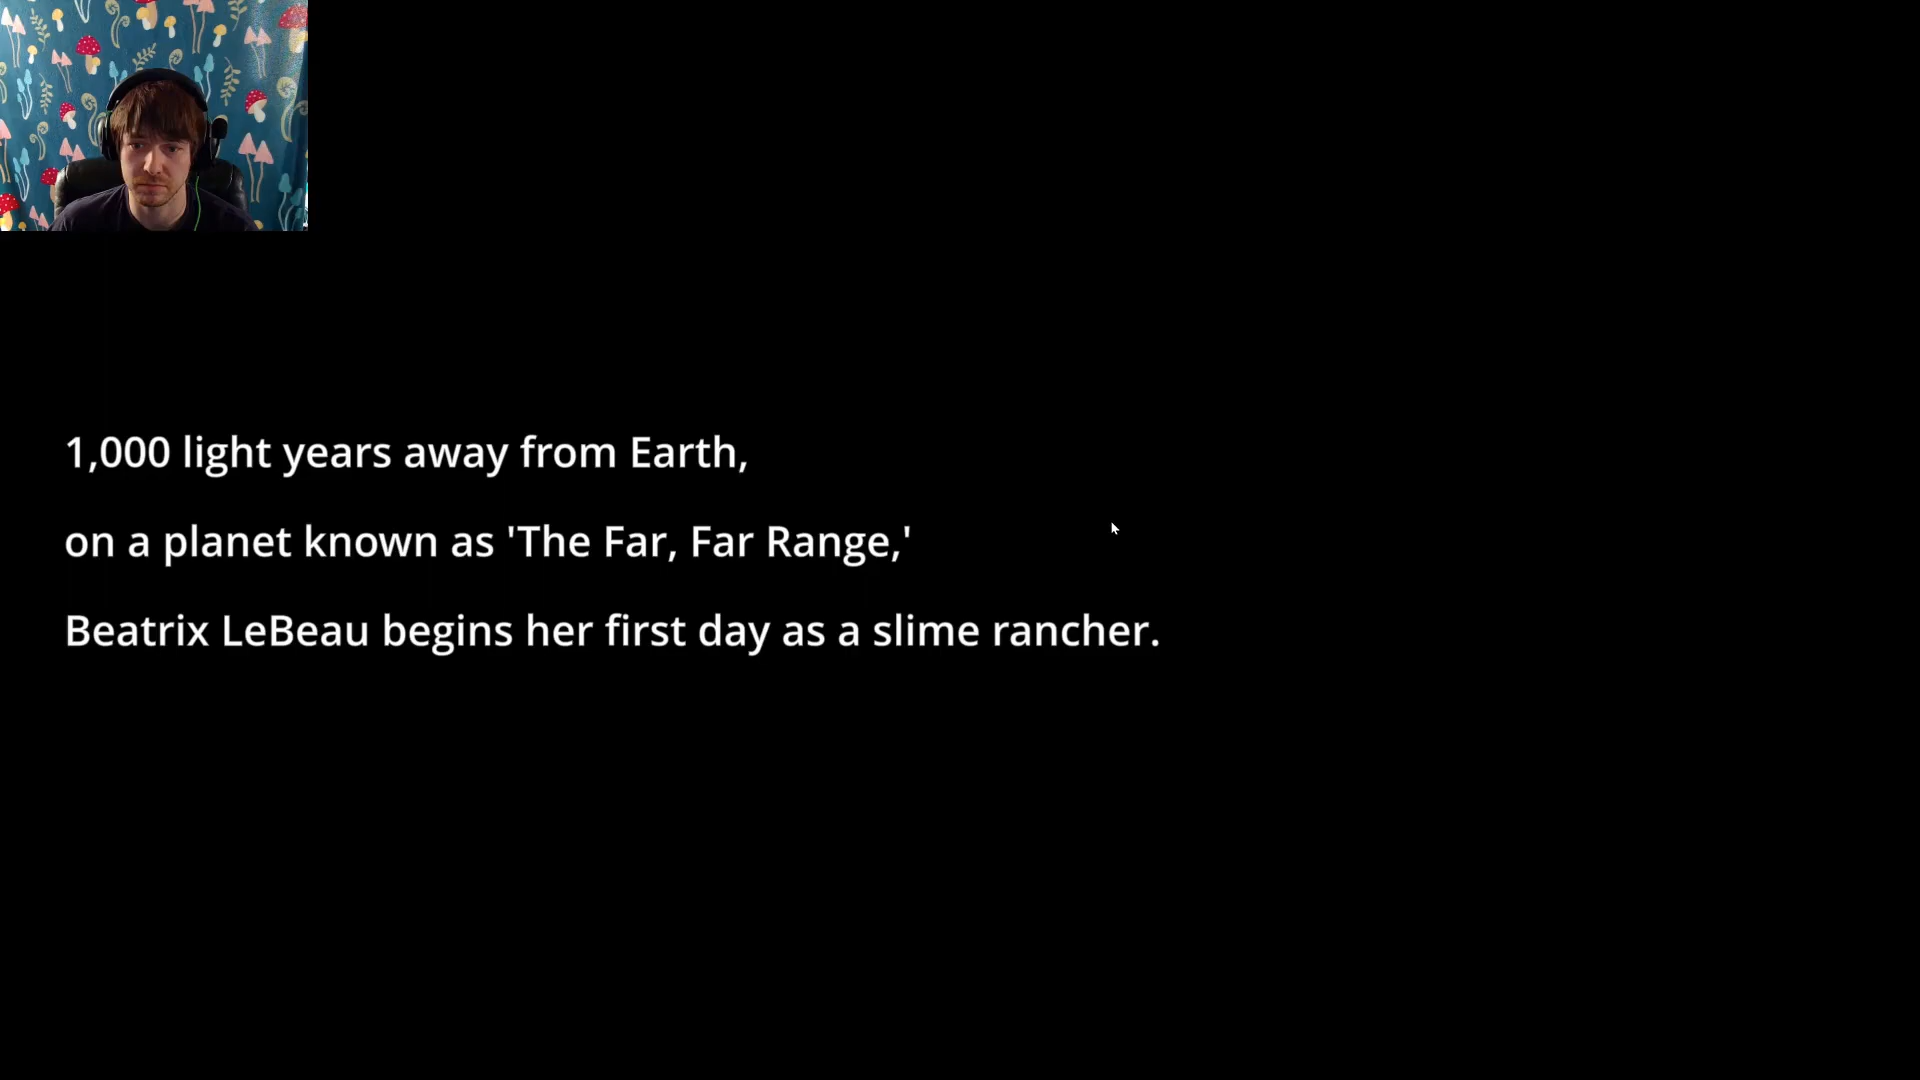 1,000 light years away from Earth,
on a planet known as 'The Far, Far Range,'
Beatrix LeBeau begins her first day as a slime rancher.